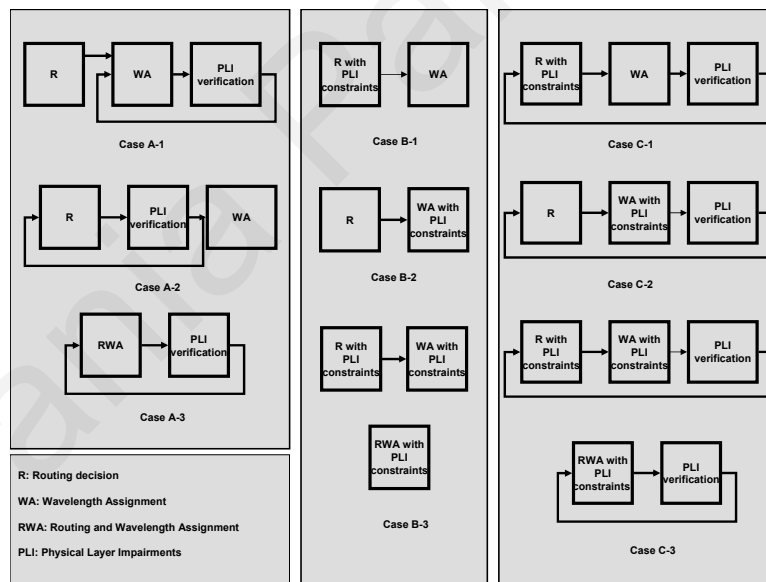 R
WA
PLI
verification
Case A-1
R
PLI
verification
WA
Case A-2
RWA
PLI
verification
Case A-3
R: Routing decision
WA: Wavelength Assignment
RWA: Routing and Wavelength Assignment
PLI: Physical Layer Impairments
R with
PLI
constraints
WA
Case B-1
R
WA with
PLI
constraints
Case B-2
R with
PLI
constraints
WA with
PLI
constraints
RWA with
PLI
constraints
Case B-3
R with
PLI
constraints
WA
PLI
verification
Case C-1
R
WA with
PLI
constraints
PLI
verification
Case C-2
R with
PLI
constraints
WA with
PLI
constraints
PLI
verification
RWA with
PLI
constraints
PLI
verification
Case C-3